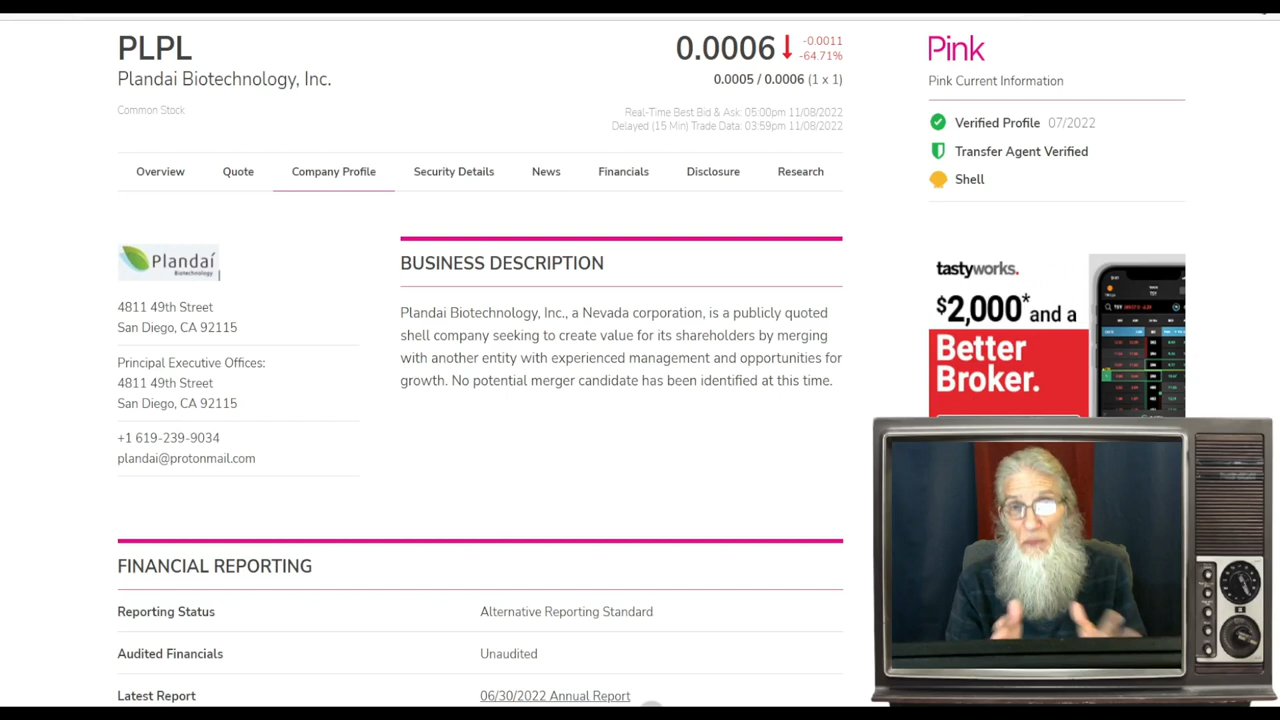 PLPL
Plandai Biotechnology, Inc.
Common Stock
0.0006
-0.0011
-64.71%
0.0005 / 0.0006 (1 x 1)
Real-Time Best Bid & Ask: 05:00pm 11/08/2022
Delayed (15 Min) Trade Data: 03:59pm 11/08/2022
Pink
Pink Current Information
Verified Profile 07/2022
Transfer Agent Verified
Shell
Overview Quote Company Profile Security Details News Financials Disclosure Research
Plandaí
Biotechnology
4811 49th Street
San Diego, CA 92115
Principal Executive Offices:
4811 49th Street
San Diego, CA 92115
+1 619-239-9034
plandai@protonmail.com
BUSINESS DESCRIPTION
Plandai Biotechnology, Inc., a Nevada corporation, is a publicly quoted
shell company seeking to create value for its shareholders by merging
with another entity with experienced management and opportunities for
growth. No potential merger candidate has been identified at this time.
tastyworks.
$2,000* and a
Better
Broker.
FINANCIAL REPORTING
Reporting Status Alternative Reporting Standard
Audited Financials Unaudited
Latest Report 06/30/2022 Annual Report